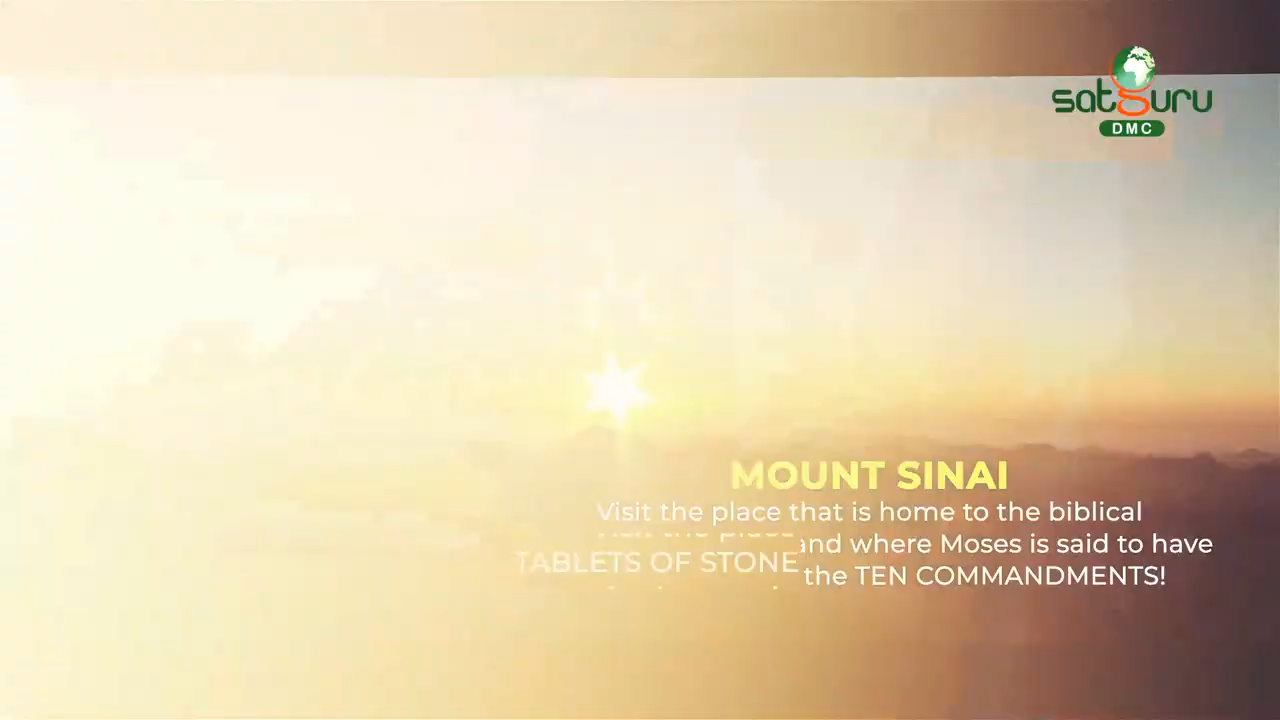 satguru
DMC
MOUNT SINAI
Visit the place that is home to the biblical
TABLETS OF STONE and where Moses is said to have
the TEN COMMANDMENTS!